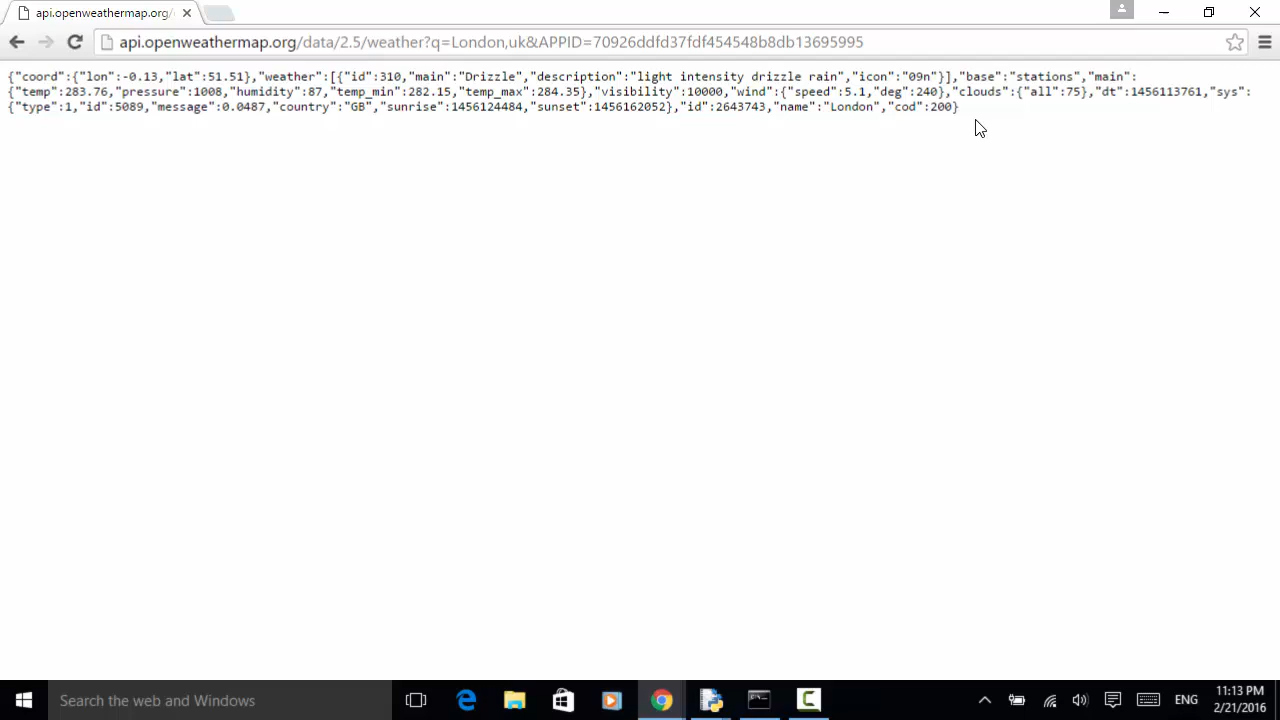 api.openweathermap.org/
api.openweathermap.org/data/2.5/weather?q=London,uk&APPID=70926ddfd37fdf454548b8db13695995
{"coord":{"lon":-0.13,"lat":51.51},"weather":[{"id":310,"main":"Drizzle","description":"light intensity drizzle rain","icon":"09n"}],"base":"stations","main":
{"temp":283.76,"pressure":1008,"humidity":87,"temp_min":282.15,"temp_max":284.35},"visibility":10000,"wind":{"speed":5.1,"deg":240},"clouds":{"all":75},"dt":1456113761,"sys":
{"type":1,"id":5089,"message":0.0487,"country":"GB","sunrise":1456124484,"sunset":1456162052},"id":2643743,"name":"London","cod":200}
Search the web and Windows
ENG
11:13 PM
2/21/2016